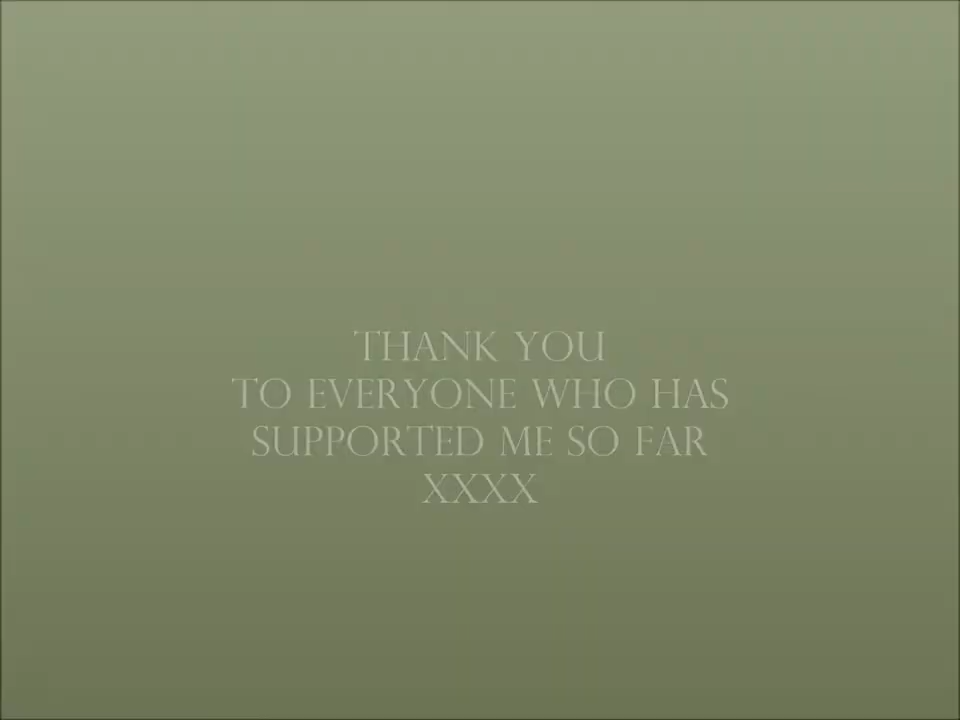 THANK YOU
TO EVERYONE WHO HAS
SUPPORTED ME SO FAR
XXXX